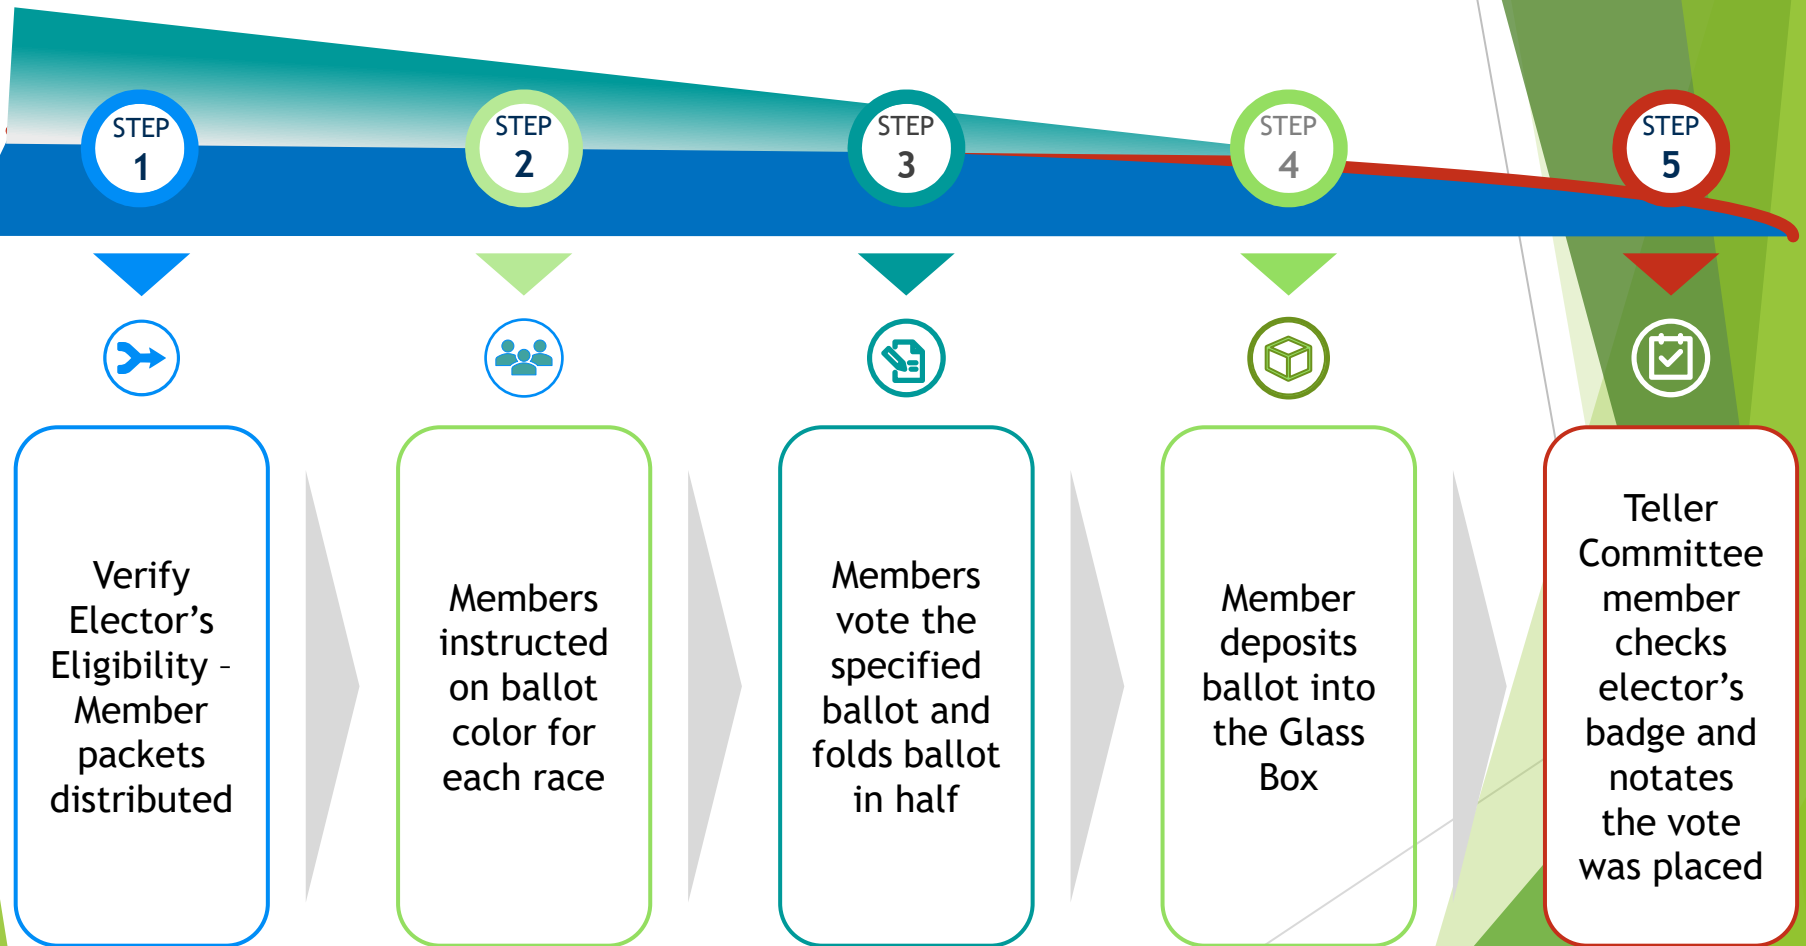 STEP
1
STEP
2
STEP
3
STEP
4
STEP
5
Verify
Elector’s
Eligibility –
Member
packets
distributed
Members
instructed
on ballot
color for
each race
Members
vote the
specified
ballot and
folds ballot
in half
Member
deposits
ballot into
the Glass
Box
Teller
Committee
member
checks
elector’s
badge and
notates
the vote
was placed